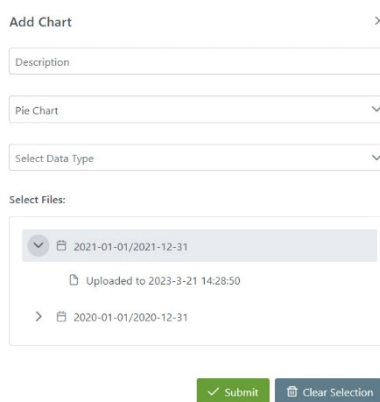 Add Chart
Description
Pie Chart
Select Data Type
Select Files:
2021-01-01/2021-12-31
Uploaded to 2023-3-21 14:28:50
2020-01-01/2020-12-31
Submit
Clear Selection